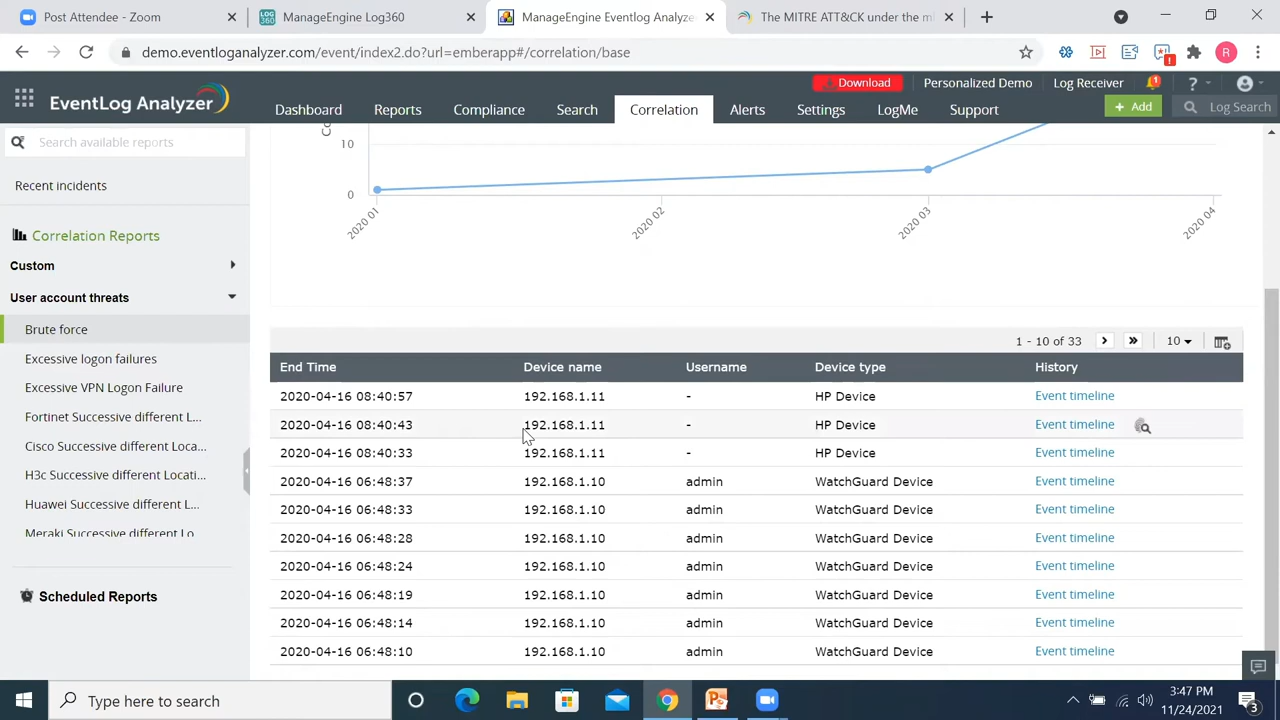 Post Attendee - Zoom
ManageEngine Log360
ManageEngine Eventlog Analyze
The MITRE ATT&CK under the mi
demo.eventloganalyzer.com/event/index2.do?url=emberapp#/correlation/base
R
EventLog Analyzer
Download
Personalized Demo
Log Receiver
1
?
Dashboard
Reports
Compliance
Search
Correlation
Alerts
Settings
LogMe
Support
+ Add
Log Search
Search available reports
Recent incidents
Correlation Reports
Custom
User account threats
Brute force
Excessive logon failures
Excessive VPN Logon Failure
Fortinet Successive different L...
Cisco Successive different Loca...
H3c Successive different Locati...
Huawei Successive different L...
Meraki Successive different Lo
Scheduled Reports
Co
10
0
2020 01
2020 02
2020 03
2020 04
1 - 10 of 33
10
End Time Device name Username Device type History
2020-04-16 08:40:57 192.168.1.11 - HP Device Event timeline
2020-04-16 08:40:43 192.168.1.11 - HP Device Event timeline
2020-04-16 08:40:33 192.168.1.11 - HP Device Event timeline
2020-04-16 06:48:37 192.168.1.10 admin WatchGuard Device Event timeline
2020-04-16 06:48:33 192.168.1.10 admin WatchGuard Device Event timeline
2020-04-16 06:48:28 192.168.1.10 admin WatchGuard Device Event timeline
2020-04-16 06:48:24 192.168.1.10 admin WatchGuard Device Event timeline
2020-04-16 06:48:19 192.168.1.10 admin WatchGuard Device Event timeline
2020-04-16 06:48:14 192.168.1.10 admin WatchGuard Device Event timeline
2020-04-16 06:48:10 192.168.1.10 admin WatchGuard Device Event timeline
Type here to search
3:47 PM
11/24/2021
3